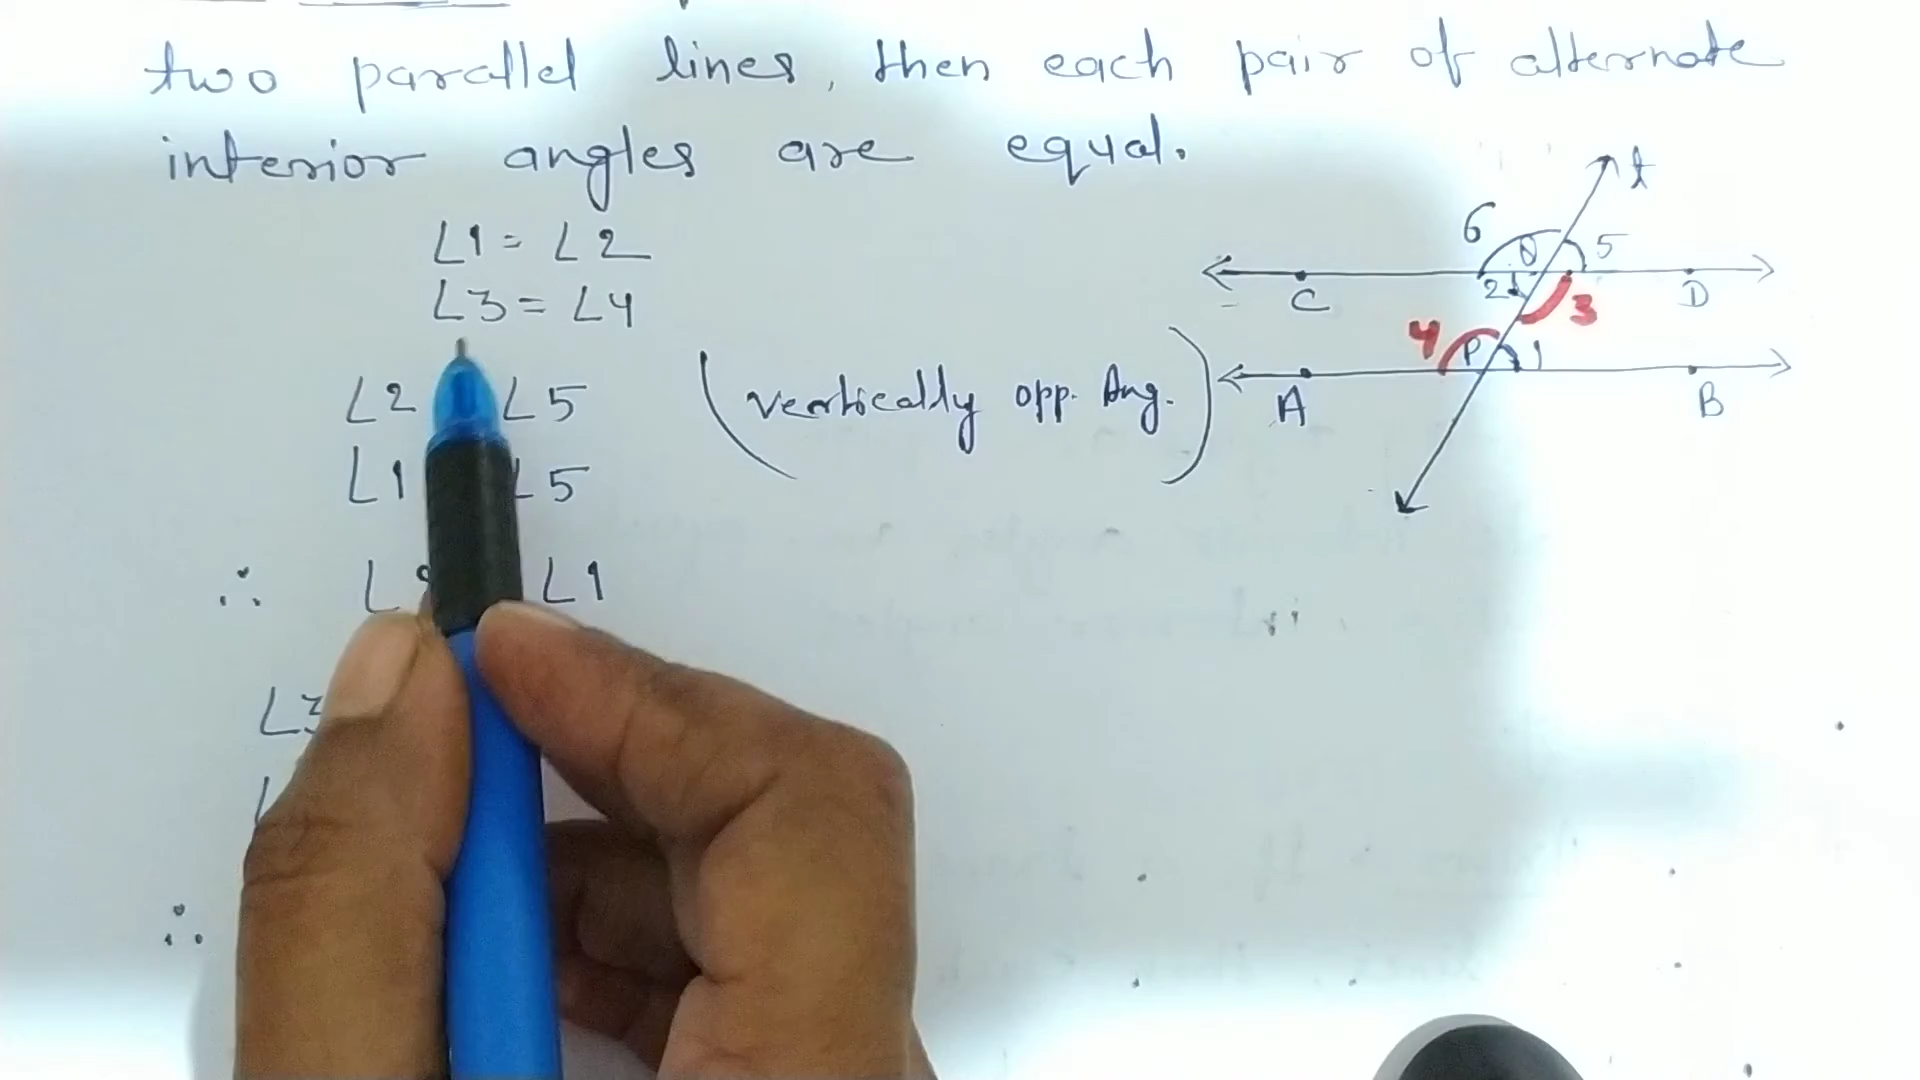 two parallel lines, then each pair of alternate
interior angles are equal.
∠1 = ∠2
∠3 = ∠4
∠2 ∠5 (vertically opp. Ang.)
∠1 ∠5
∴ ∠ ∠1
∠3
∠
∴
t
6 5
C 2 3 D
4 P 1
A B